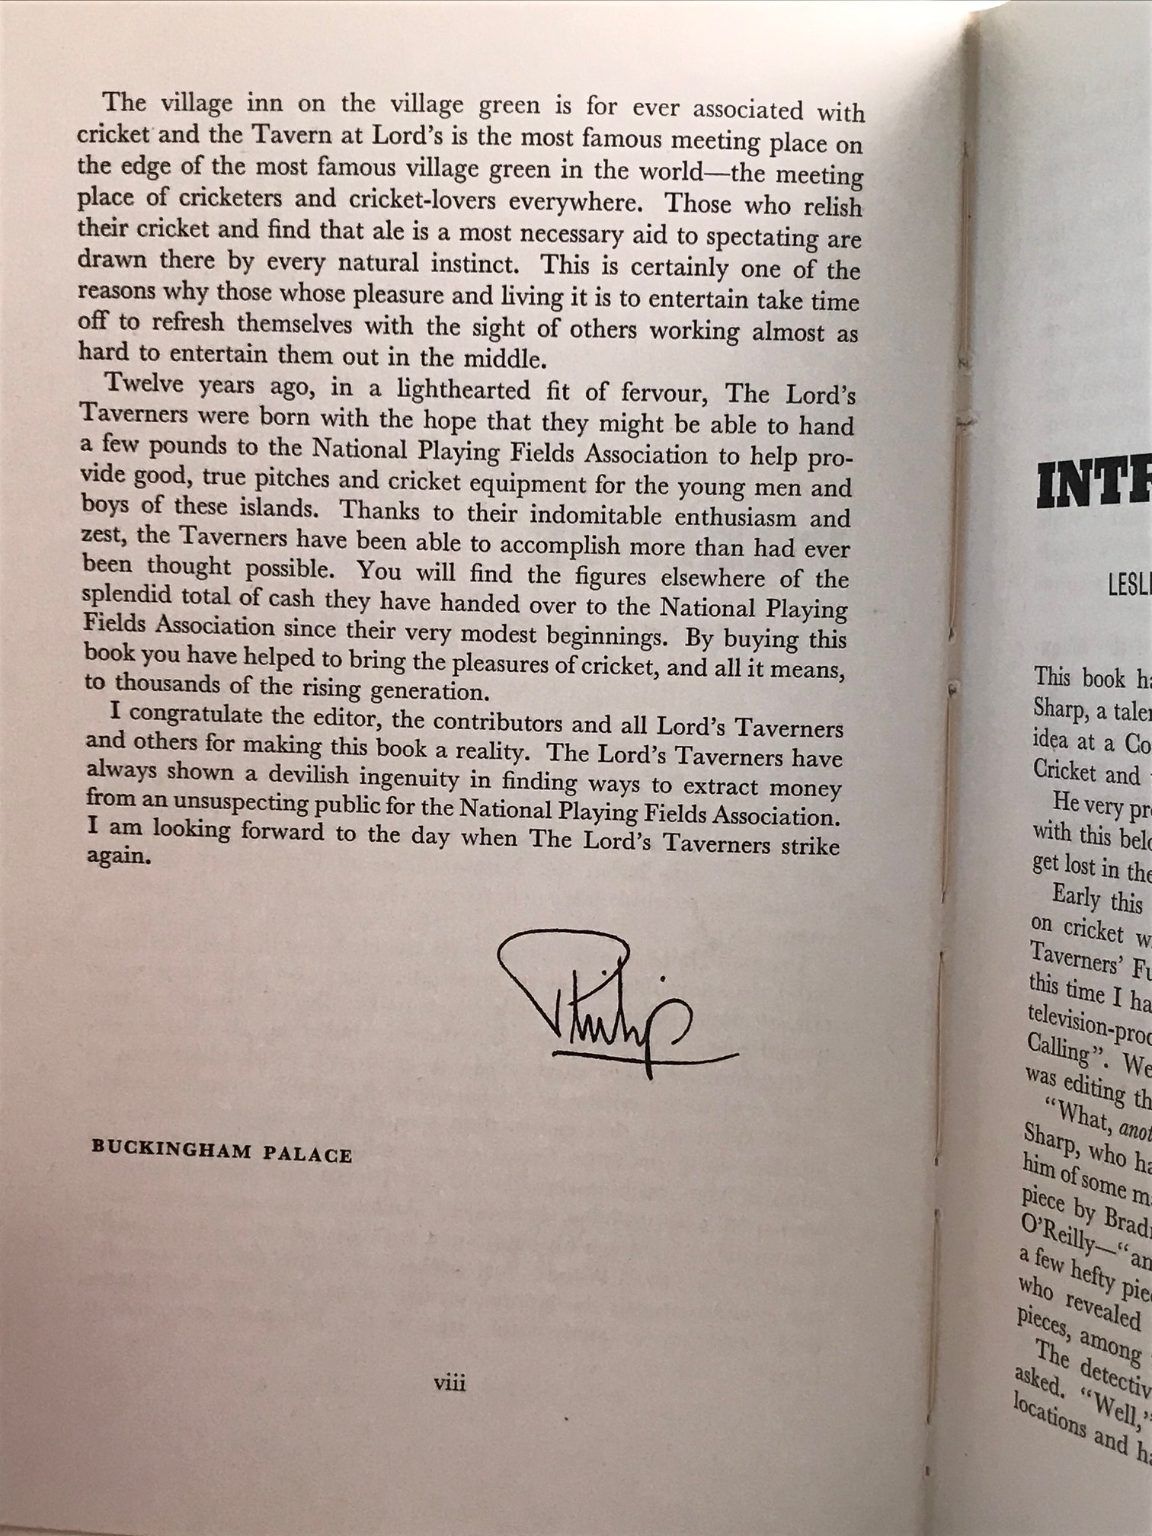 The village inn on the village green is for ever associated with
cricket and the Tavern at Lord's is the most famous meeting place on
the edge of the most famous village green in the world—the meeting
place of cricketers and cricket-lovers everywhere. Those who relish
their cricket and find that ale is a most necessary aid to spectating are
drawn there by every natural instinct. This is certainly one of the
reasons why those whose pleasure and living it is to entertain take time
off to refresh themselves with the sight of others working almost as
hard to entertain them out in the middle.
Twelve years ago, in a lighthearted fit of fervour, The Lord's
Taverners were born with the hope that they might be able to hand
a few pounds to the National Playing Fields Association to help pro-
vide good, true pitches and cricket equipment for the young men and
boys of these islands. Thanks to their indomitable enthusiasm and
zest, the Taverners have been able to accomplish more than had ever
been thought possible. You will find the figures elsewhere of the
splendid total of cash they have handed over to the National Playing
Fields Association since their very modest beginnings. By buying this
book you have helped to bring the pleasures of cricket, and all it means,
to thousands of the rising generation.
I congratulate the editor, the contributors and all Lord's Taverners
and others for making this book a reality. The Lord's Taverners have
always shown a devilish ingenuity in finding ways to extract money
from an unsuspecting public for the National Playing Fields Association.
I am looking forward to the day when The Lord's Taverners strike
again.
Philip
BUCKINGHAM PALACE
viii
This book
Sharp, a
idea at a
Cricket and
He very
with this
get lost in
Early this
on cricket
Taverners'
this time I
Calling". We
was editing
"What,
Sharp, who
him of some
piece by
O'Reilly—"
a few hefty
who revealed
pieces, among
The
asked. "Well,"
locations and